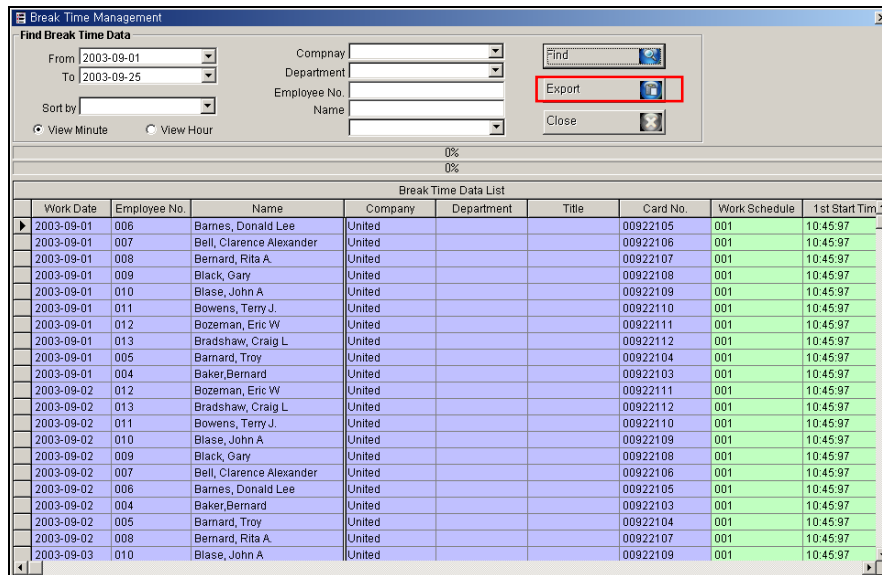 Break Time Management
Find Break Time Data
From 2003-09-01
To 2003-09-25
Sort by
View Minute View Hour
Compnay
Department
Employee No.
Name
Find
Export
Close
0%
0%
Break Time Data List
Work Date Employee No. Name Company Department Title Card No. Work Schedule 1st Start Tim
2003-09-01 006 Barnes, Donald Lee United 00922105 001 10:45:97
2003-09-01 007 Bell, Clarence Alexander United 00922106 001 10:45:97
2003-09-01 008 Bernard, Rita A. United 00922107 001 10:45:97
2003-09-01 009 Black, Gary United 00922108 001 10:45:97
2003-09-01 010 Blase, John A United 00922109 001 10:45:97
2003-09-01 011 Bowens, Terry J. United 00922110 001 10:45:97
2003-09-01 012 Bozeman, Eric W United 00922111 001 10:45:97
2003-09-01 013 Bradshaw, Craig L United 00922112 001 10:45:97
2003-09-01 005 Barnard, Troy United 00922104 001 10:45:97
2003-09-01 004 Baker,Bernard United 00922103 001 10:45:97
2003-09-02 012 Bozeman, Eric W United 00922111 001 10:45:97
2003-09-02 013 Bradshaw, Craig L United 00922112 001 10:45:97
2003-09-02 011 Bowens, Terry J. United 00922110 001 10:45:97
2003-09-02 010 Blase, John A United 00922109 001 10:45:97
2003-09-02 009 Black, Gary United 00922108 001 10:45:97
2003-09-02 007 Bell, Clarence Alexander United 00922106 001 10:45:97
2003-09-02 006 Barnes, Donald Lee United 00922105 001 10:45:97
2003-09-02 004 Baker,Bernard United 00922103 001 10:45:97
2003-09-02 005 Barnard, Troy United 00922104 001 10:45:97
2003-09-02 008 Bernard, Rita A. United 00922107 001 10:45:97
2003-09-03 010 Blase, John A United 00922109 001 10:45:97